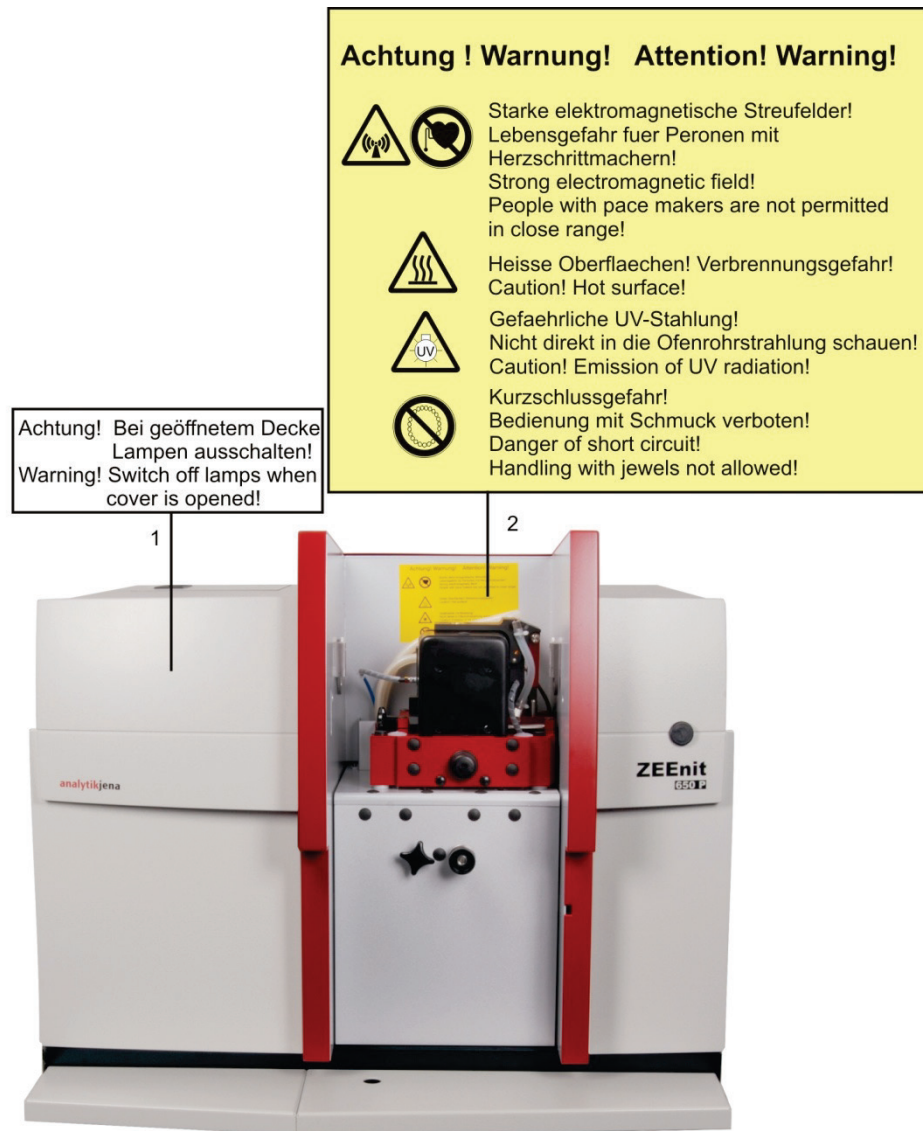 Achtung ! Warnung! Attention! Warning!
Starke elektromagnetische Streufelder!
Lebensgefahr fuer Peronen mit
Herzschrittmachern!
Strong electromagnetic field!
People with pace makers are not permitted
in close range!
Heisse Oberflaechen! Verbrennungsgefahr!
Caution! Hot surface!
UV
Gefaehrliche UV-Stahlung!
Nicht direkt in die Ofenrohrstrahlung schauen!
Caution! Emission of UV radiation!
Kurzschlussgefahr!
Bedienung mit Schmuck verboten!
Danger of short circuit!
Handling with jewels not allowed!
Achtung! Bei geöffnetem Decke
Lampen ausschalten!
Warning! Switch off lamps when
cover is opened!
1
2
Achtung! Warnung! Attention! Warning!
analytikjena
ZEEnit
650 P